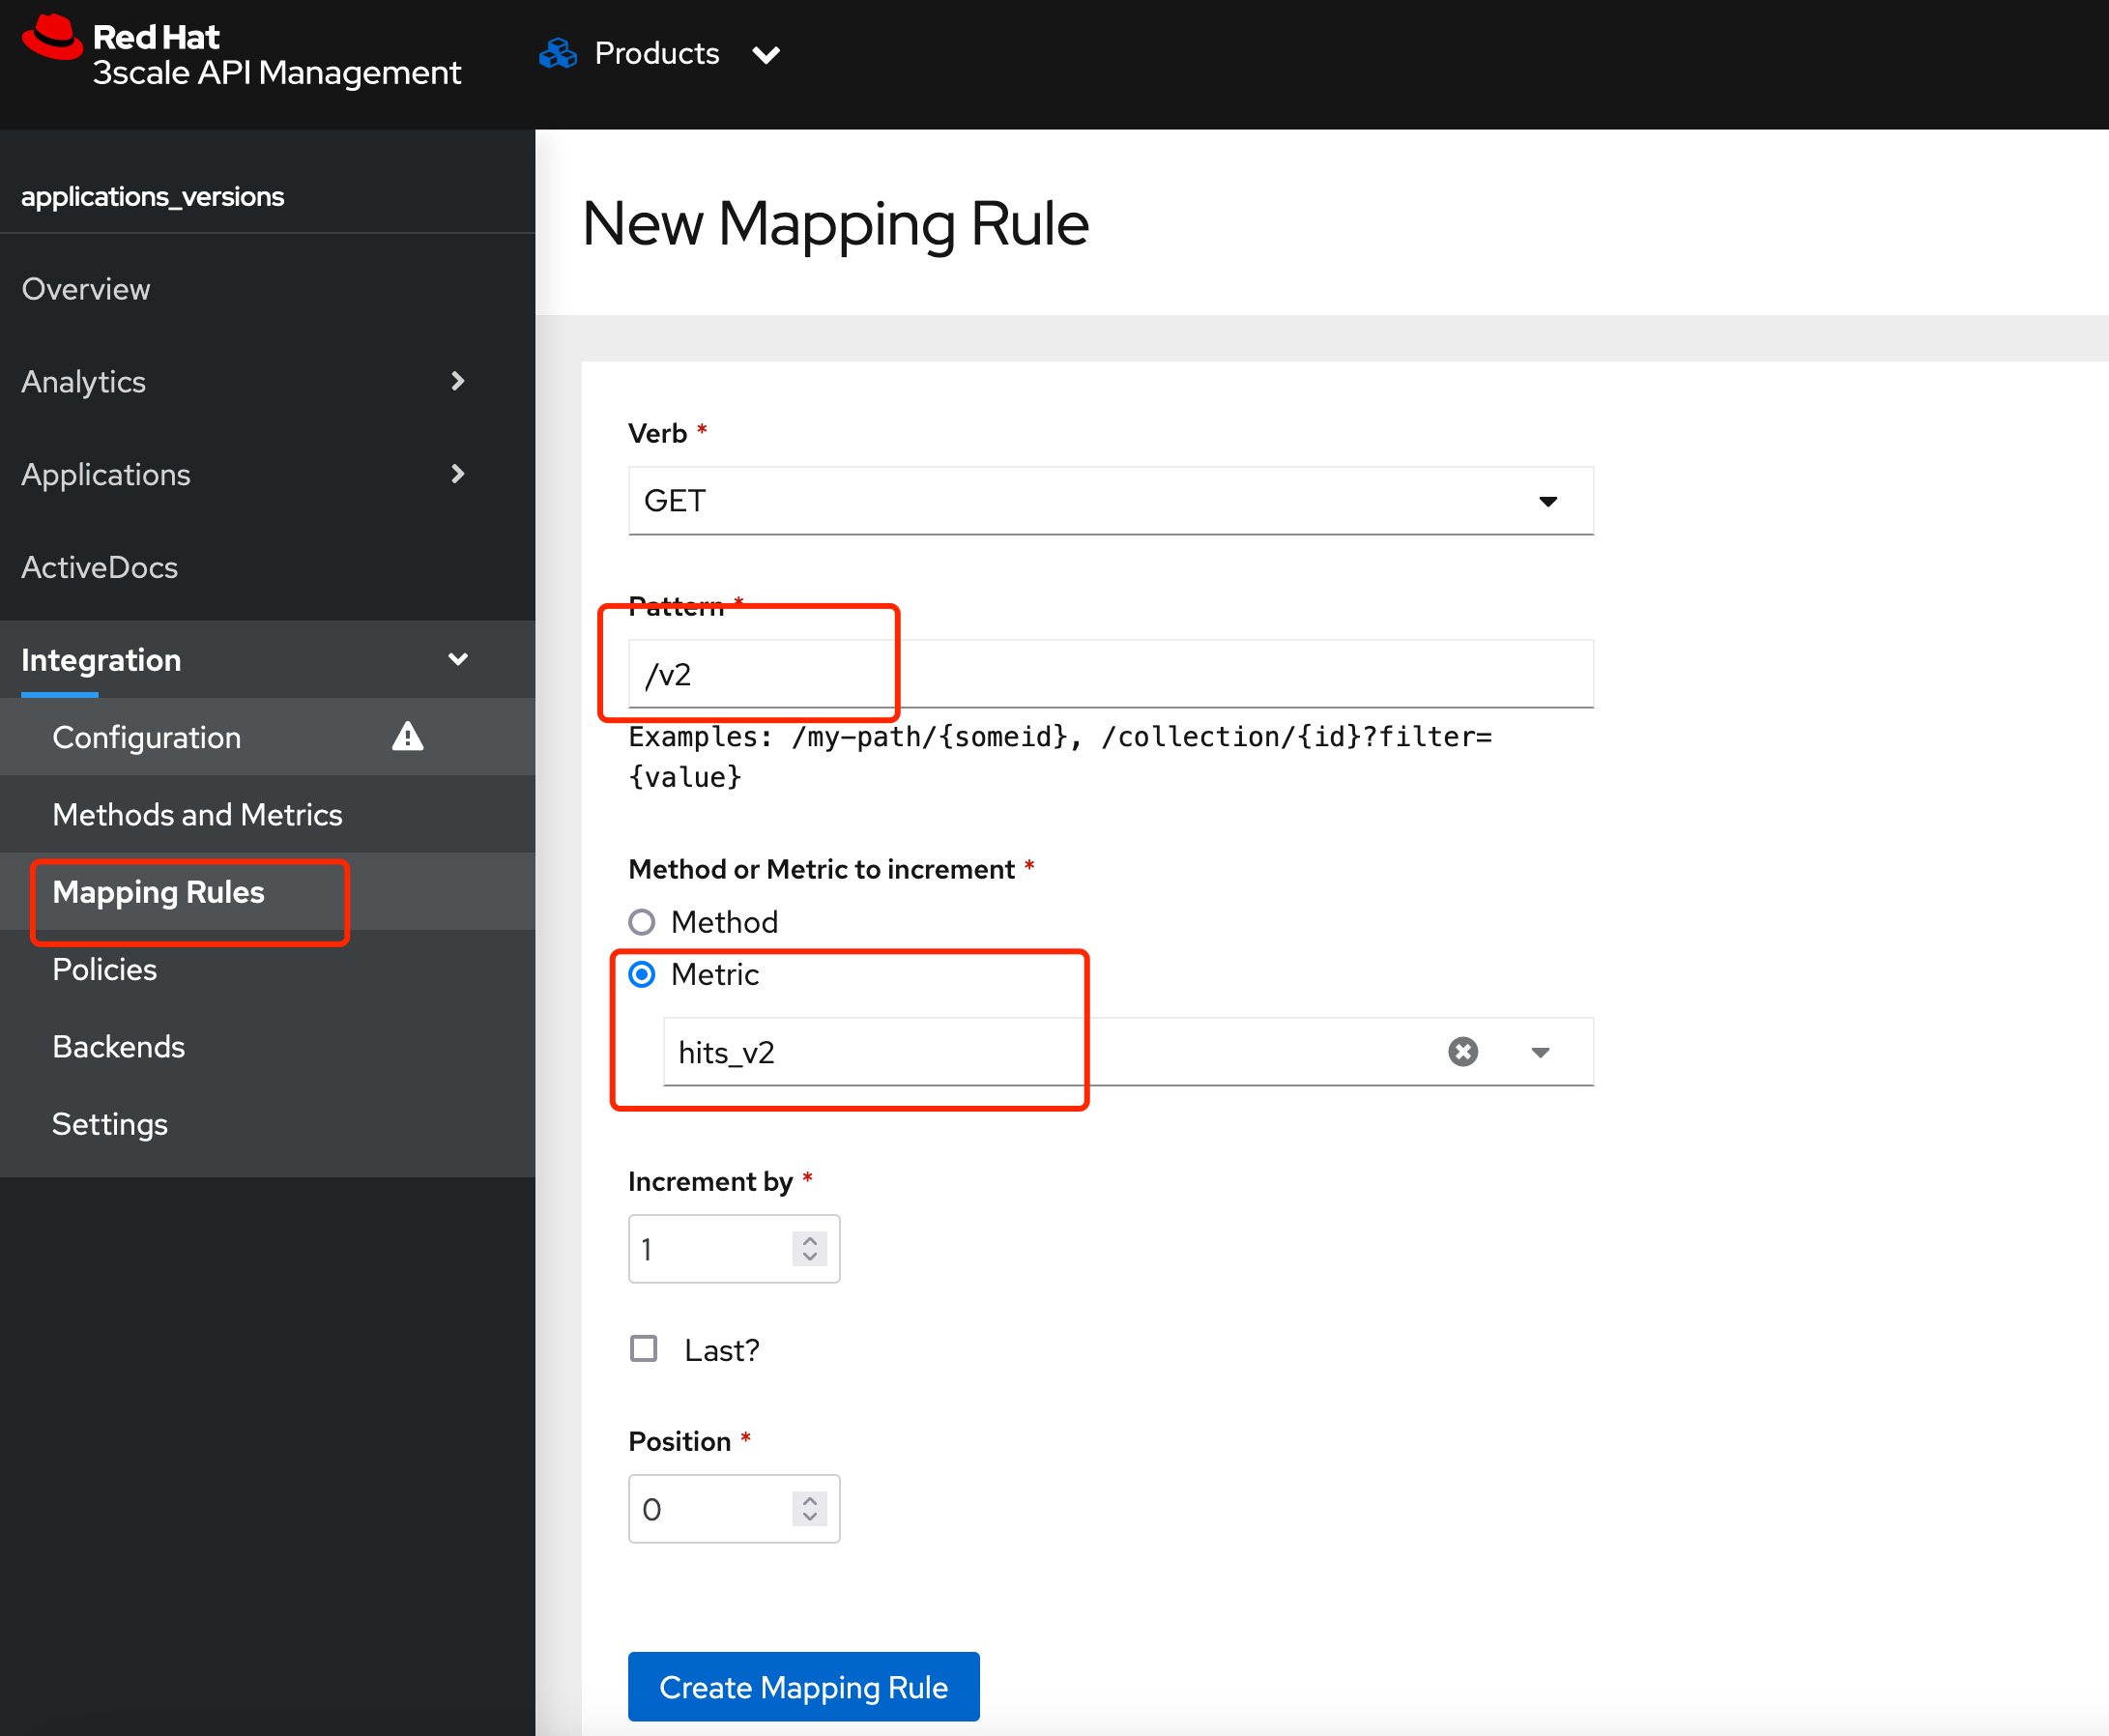 Red Hat
3scale API Management
Products
applications_versions
Overview
Analytics
Applications
ActiveDocs
Integration
Configuration
Methods and Metrics
Mapping Rules
Policies
Backends
Settings
New Mapping Rule
Verb *
GET
Pattern *
/v2
Examples: /my-path/{someid}, /collection/{id}?filter=
{value}
Method or Metric to increment *
Method
Metric
hits_v2
Increment by *
1
Last?
Position *
0
Create Mapping Rule